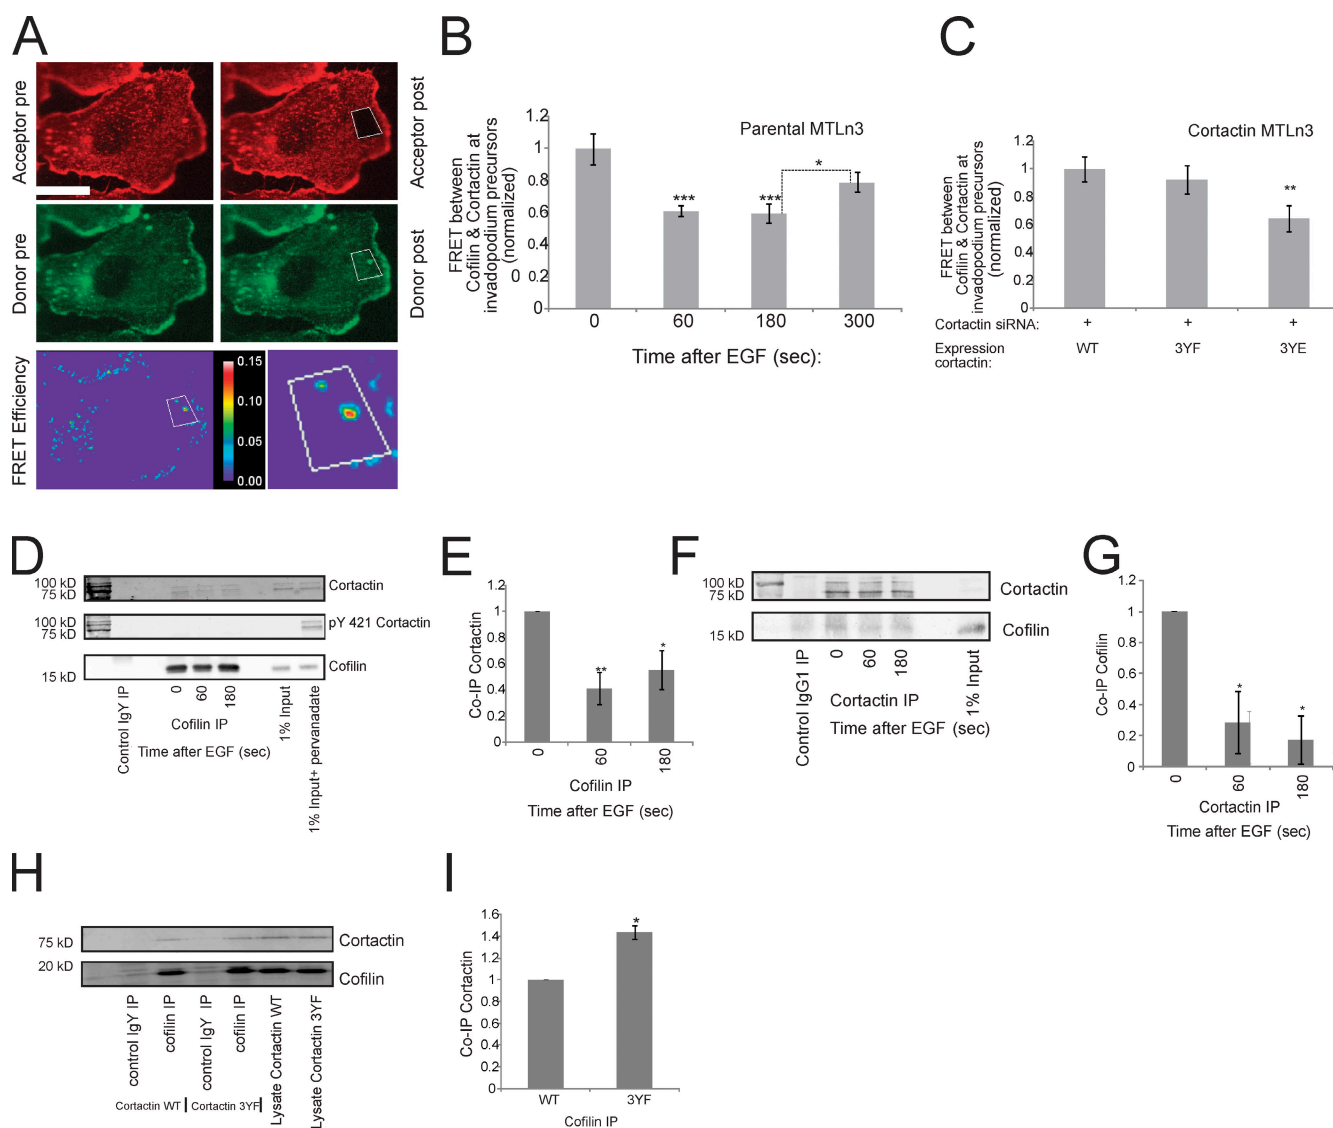 A
Acceptor pre
Acceptor post
Donor pre
Donor post
FRET Efficiency
0.15
0.10
0.05
0.00
B
Parental MTLn3
FRET between
Cofilin & Cortactin at
invadopodium precursors
(normalized)
1.2
1
0.8
0.6
0.4
0 0.2
0
***
***
*
0 60 180 300
Time after EGF (sec):
C
Cortactin MTLn3
FRET between
Cofilin & Cortactin at
invadopodium precursors
(normalized)
1.2
1
0.8
0.6
0.4
0.2
0
**
Cortactin siRNA: + + +
Expression WT 3YF 3YE
cortactin:
D
100 kD
75 kD
Cortactin
100 kD
75 kD
pY 421 Cortactin
15 kD
Cofilin
Control IgY IP
0
60
180
1% Input
1% Input+ pervanadate
Cofilin IP
Time after EGF (sec)
E
Co-IP Cortactin
1.2
1
0.8
0.6
0.4
0.2
0
**
*
0
60
180
Cofilin IP
Time after EGF (sec)
F
100 kD
75 kD
Cortactin
15 kD
Cofilin
Control IgG1 IP
0
60
180
1% Input
Cortactin IP
Time after EGF (sec)
G
Co-IP Cofilin
1.2
1
0.8
0.6
0.4
0.2
0
*
*
0
60
180
Cortactin IP
Time after EGF (sec)
H
75 kD
Cortactin
20 kD
Cofilin
control IgY IP
cofilin IP
control IgY IP
cofilin IP
Lysate Cortactin WT
Lysate Cortactin 3YF
Cortactin WT
Cortactin 3YF
I
Co-IP Cortactin
1.6
1.4
1.2
1
0.8
0.6
0.4
0.2
0
*
WT 3YF
Cofilin IP